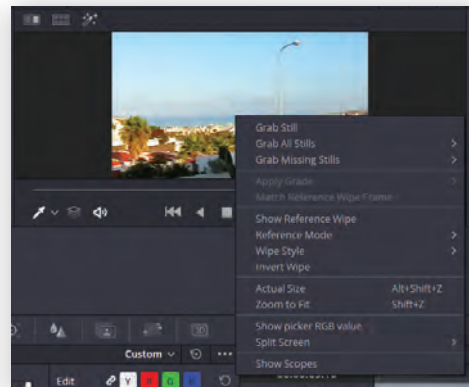 Grab Still
Grab All Stills
Grab Missing Stills
Apply Grade
Match Reference Wipe Frame
Show Reference Wipe
Reference Mode
Wipe Style
Invert Wipe
Actual Size Alt+Shift+Z
Zoom to Fit Shift+Z
Show picker RGB value
Split Screen
Show Scopes
3D
Custom
Edit Y R G